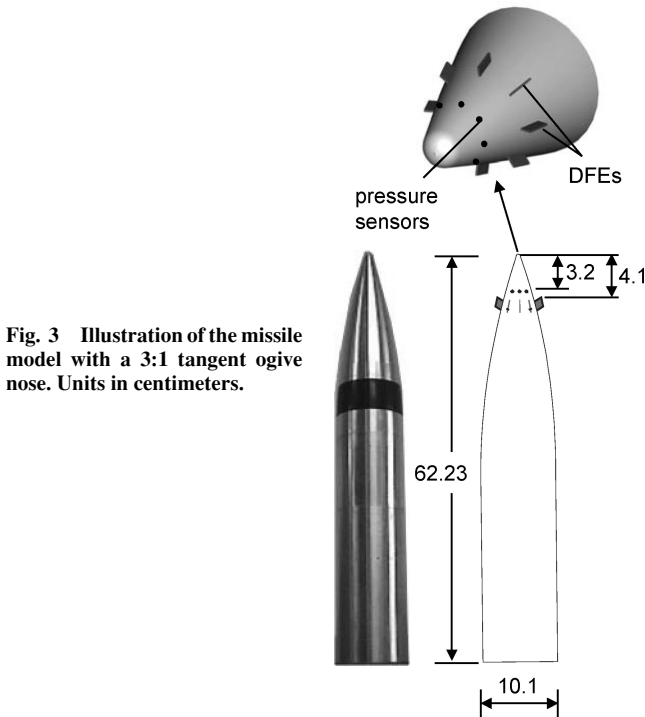 DFEs
pressure
sensors
3.2
4.1
Fig. 3 Illustration of the missile
model with a 3:1 tangent ogive
nose. Units in centimeters.
62.23
10.1